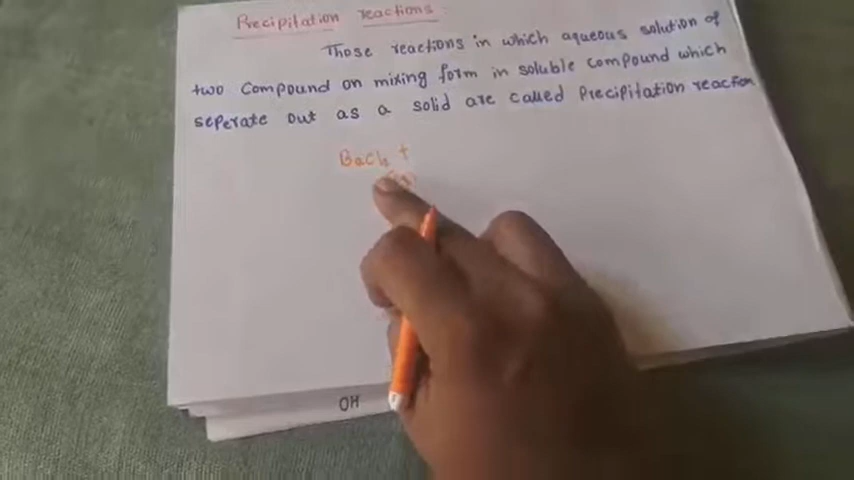 Precipitation reactions:
Those reactions in which aqueous solution of
two compound on mixing form in soluble compound which
seperate out as a solid are called Precipitation reaction
BaCl₂ +
OH